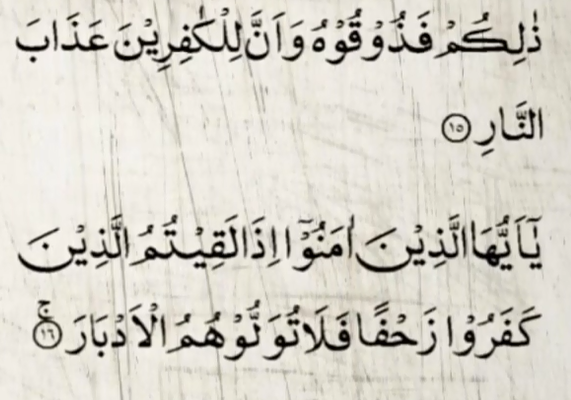 ذٰلِكُمْ فَذُوْقُوْهُ وَاَنَّ لِلْكٰفِرِيْنَ عَذَابَ
النَّارِ ١٥
يٰۤاَيُّهَا الَّذِيْنَ اٰمَنُوْۤا اِذَا لَقِيْتُمُ الَّذِيْنَ
كَفَرُوْا زَحْفًا فَلَا تُوَلُّوْهُمُ الْاَدْبَارَ ۚ ١٦